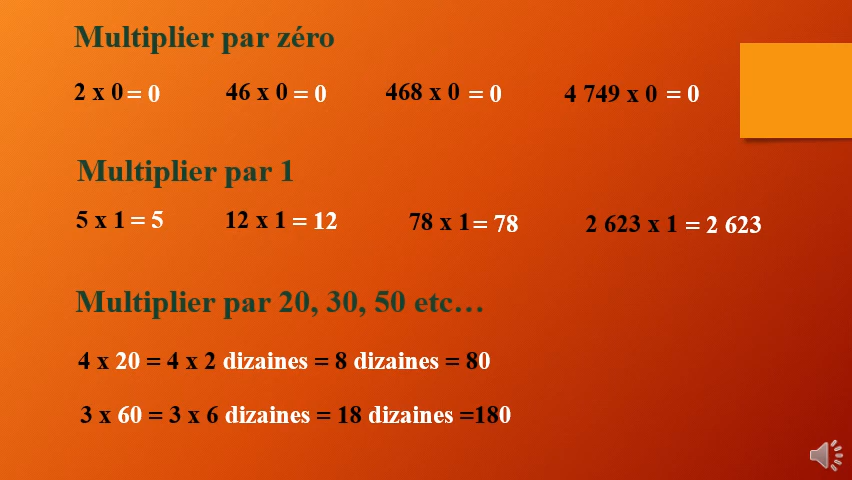 Multiplier par zéro
2 x 0 = 0 46 x 0 = 0 468 x 0 = 0 4 749 x 0 = 0
Multiplier par 1
5 x 1 = 5 12 x 1 = 12 78 x 1 = 78 2 623 x 1 = 2 623
Multiplier par 20, 30, 50 etc…
4 x 20 = 4 x 2 dizaines = 8 dizaines = 80
3 x 60 = 3 x 6 dizaines = 18 dizaines =180